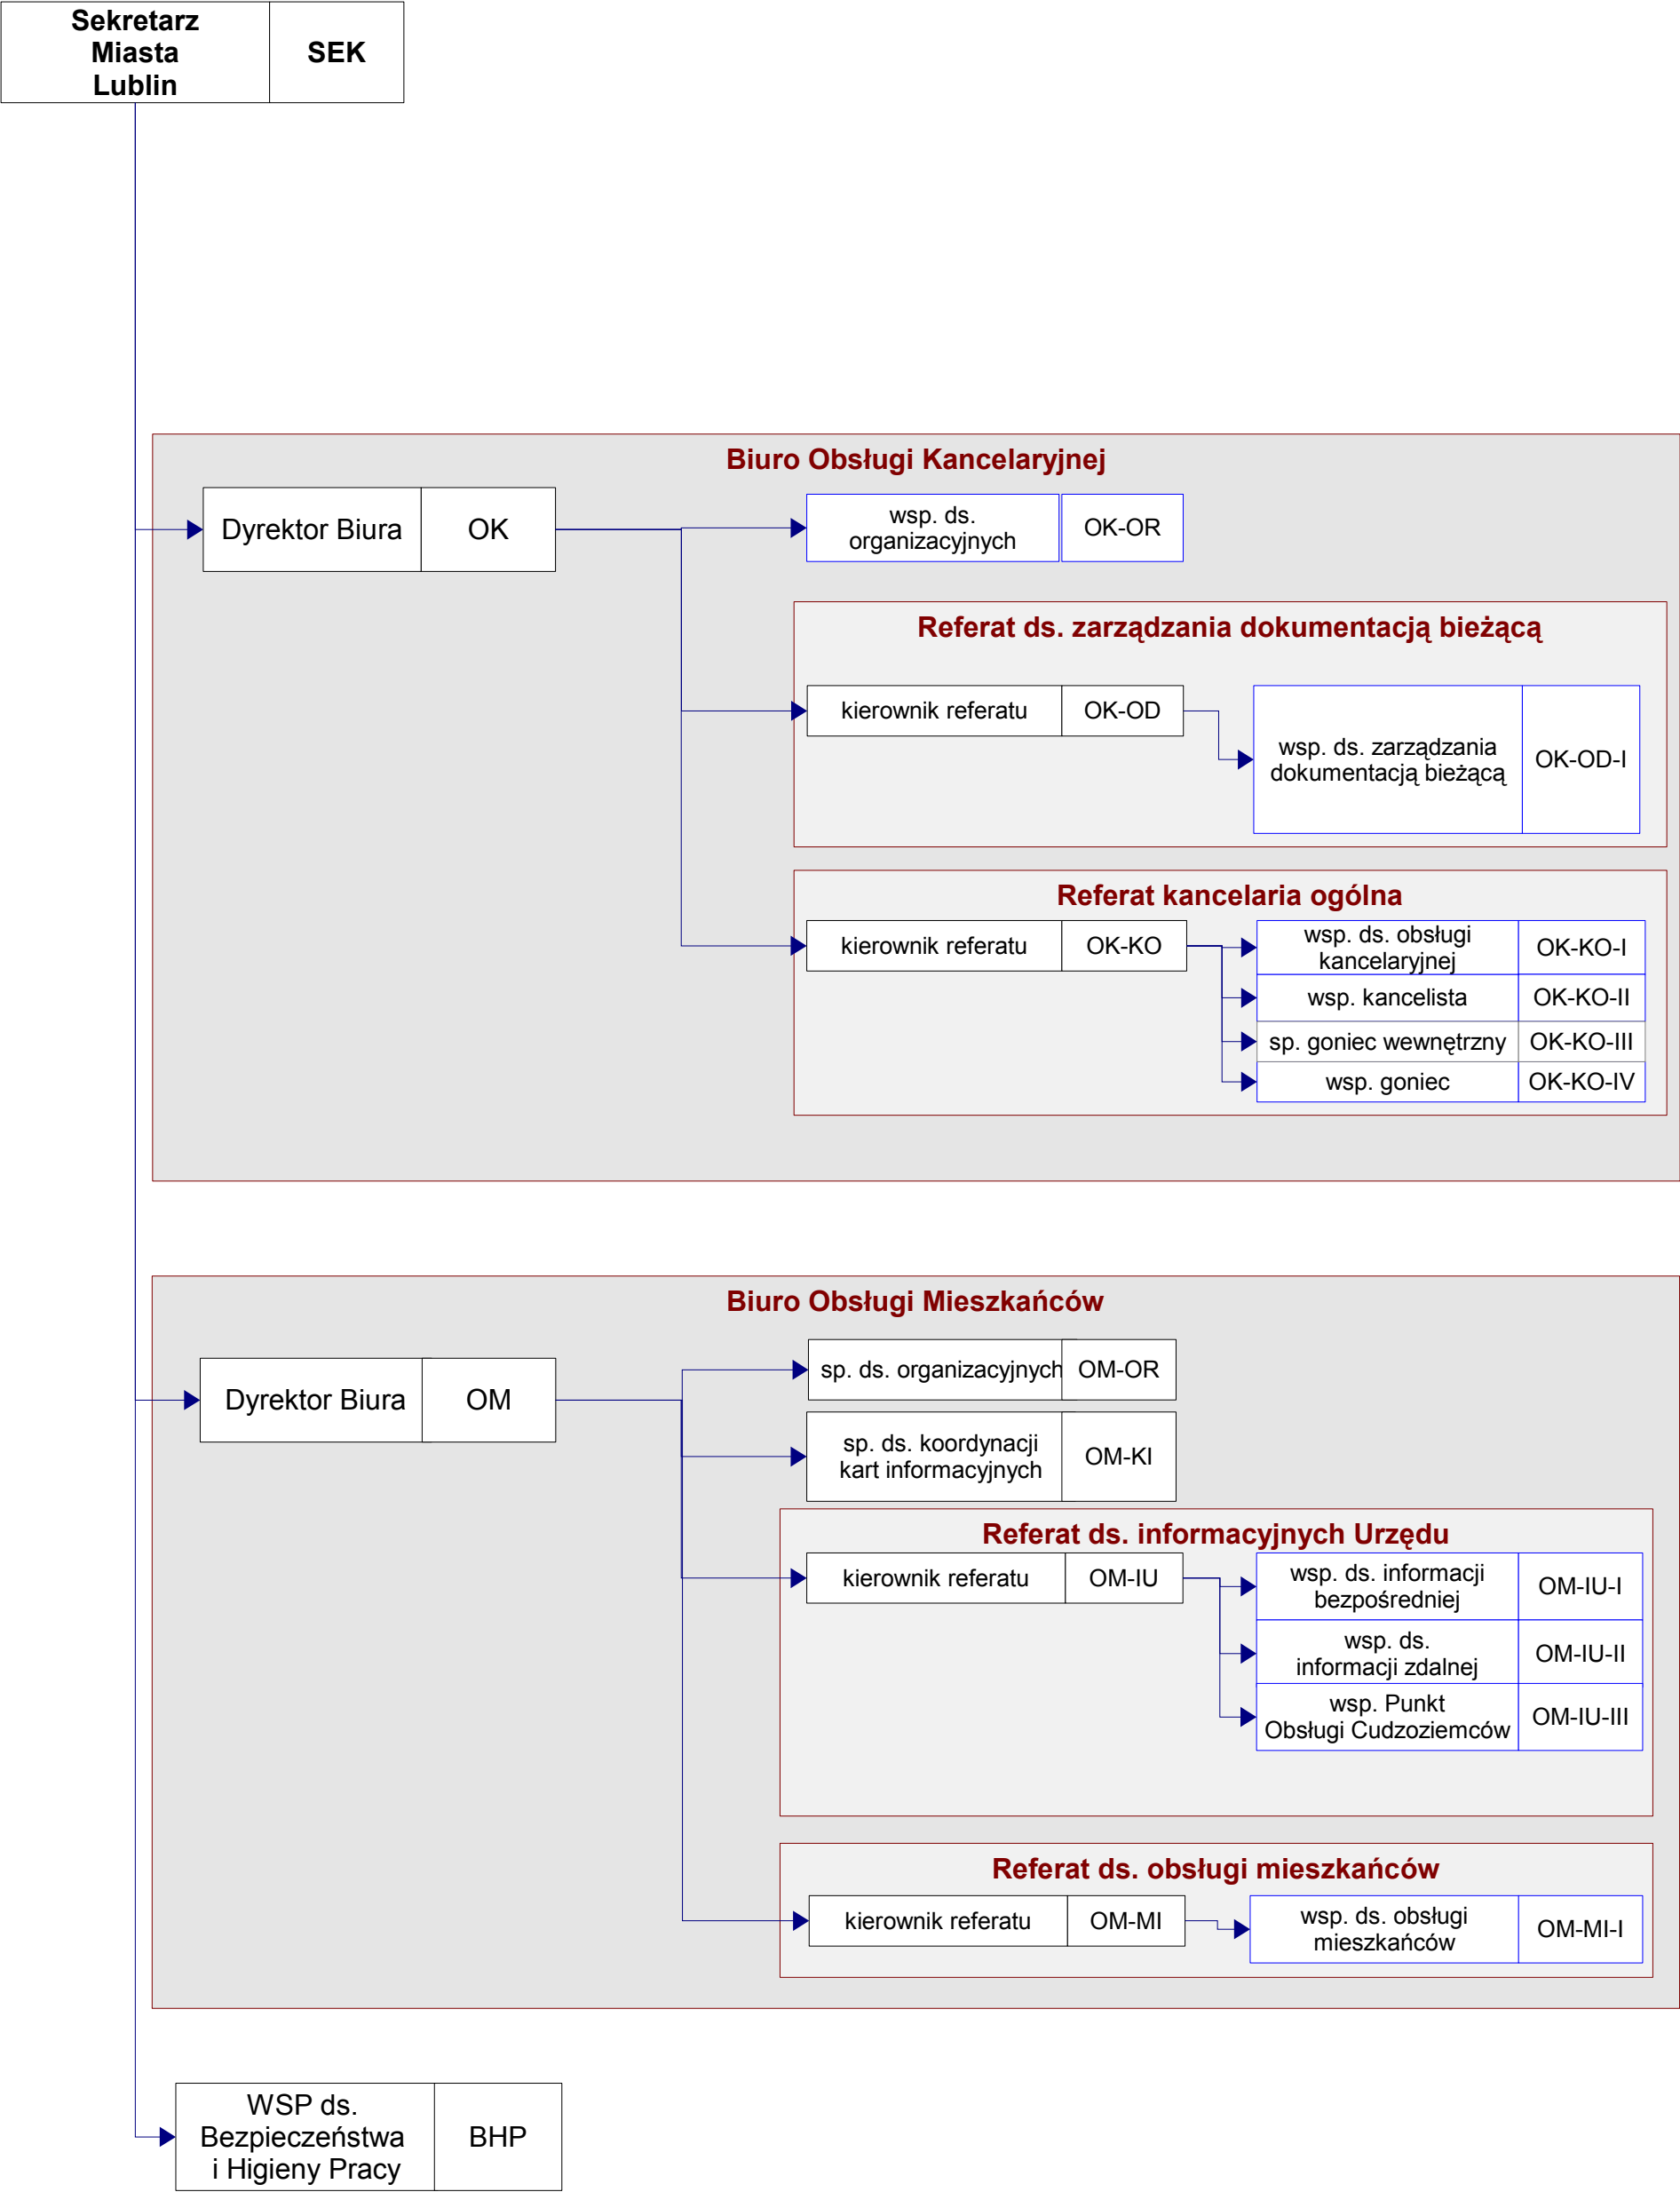 Sekretarz
Miasta
Lublin
SEK
Biuro Obsługi Kancelaryjnej
Dyrektor Biura
OK
wsp. ds.
organizacyjnych
OK-OR
Referat ds. zarządzania dokumentacją bieżącą
kierownik referatu
OK-OD
wsp. ds. zarządzania
dokumentacją bieżącą
OK-OD-I
Referat kancelaria ogólna
kierownik referatu
OK-KO
wsp. ds. obsługi
kancelaryjnej
OK-KO-I
wsp. kancelista
OK-KO-II
sp. goniec wewnętrzny
OK-KO-III
wsp. goniec
OK-KO-IV
Biuro Obsługi Mieszkańców
Dyrektor Biura
OM
sp. ds. organizacyjnych
OM-OR
sp. ds. koordynacji
kart informacyjnych
OM-KI
Referat ds. informacyjnych Urzędu
kierownik referatu
OM-IU
wsp. ds. informacji
bezpośredniej
OM-IU-I
wsp. ds.
informacji zdalnej
OM-IU-II
wsp. Punkt
Obsługi Cudzoziemców
OM-IU-III
Referat ds. obsługi mieszkańców
kierownik referatu
OM-MI
wsp. ds. obsługi
mieszkańców
OM-MI-I
WSP ds.
Bezpieczeństwa
i Higieny Pracy
BHP